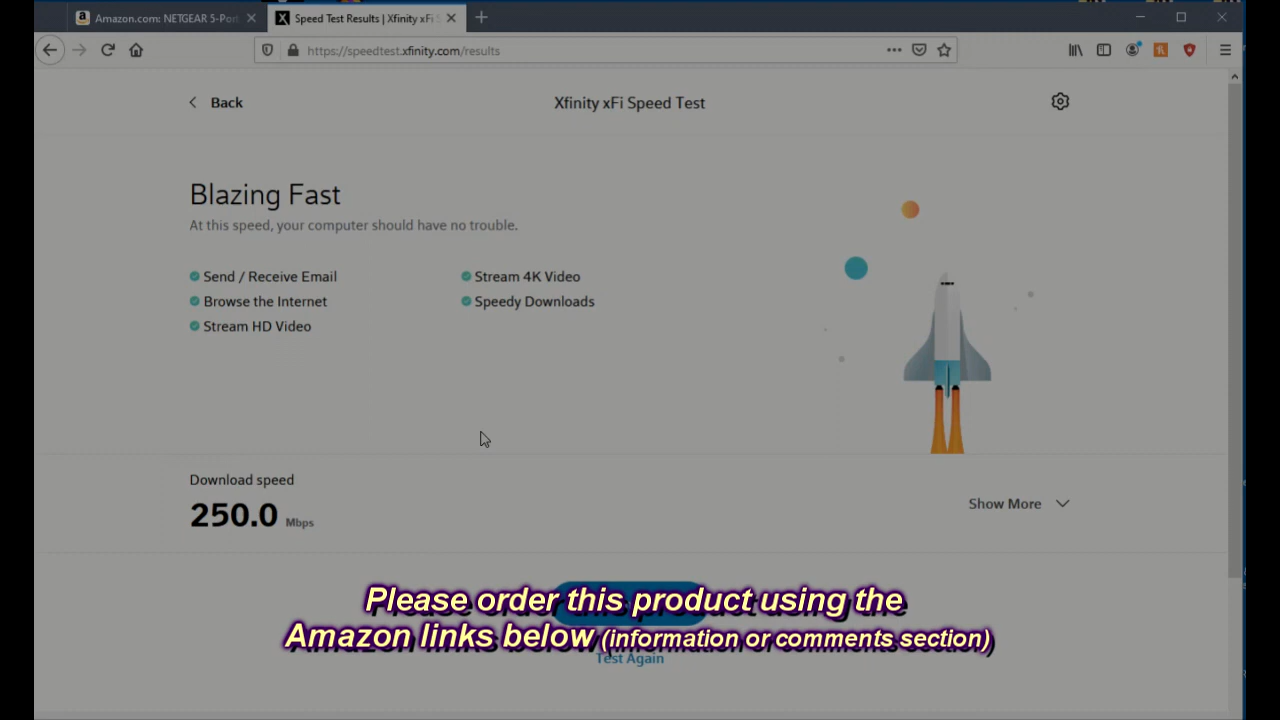 Amazon.com: NETGEAR 5-Port
Speed Test Results | Xfinity xFi S
https://speedtest.xfinity.com/results
Back
Xfinity xFi Speed Test
Blazing Fast
At this speed, your computer should have no trouble.
Send / Receive Email
Stream 4K Video
Browse the Internet
Speedy Downloads
Stream HD Video
Download speed
250.0 Mbps
Show More
Please order this product using the
Amazon links below (information or comments section)
Test Again